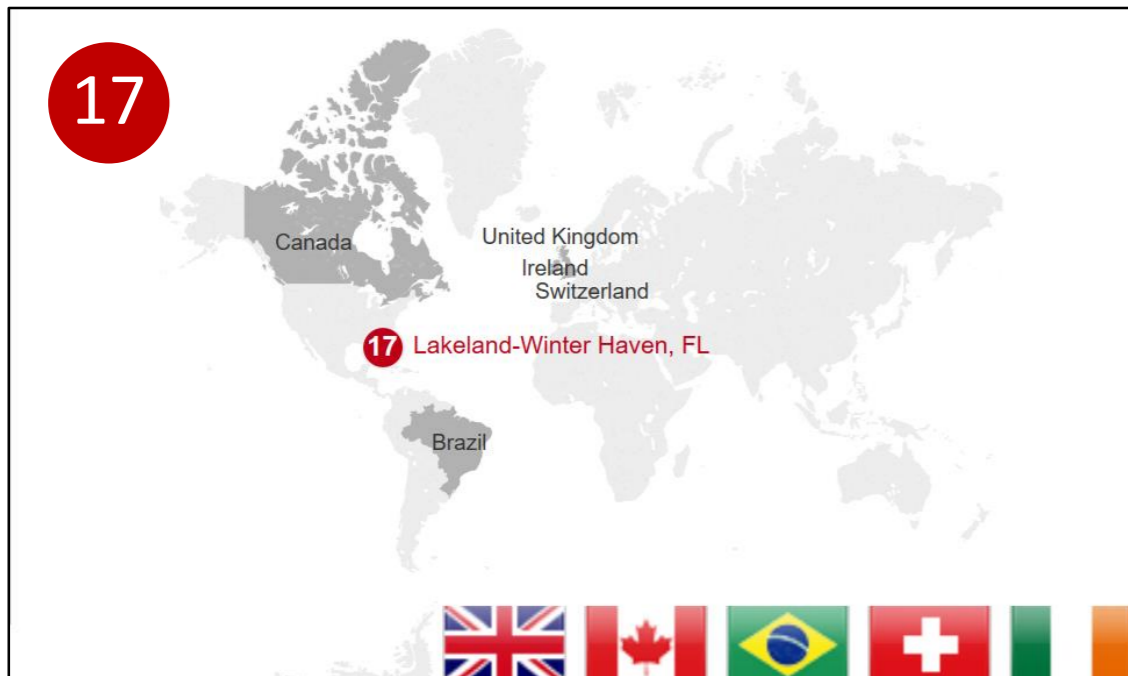 17
Canada
United Kingdom
Ireland
Switzerland
17 Lakeland-Winter Haven, FL
Brazil